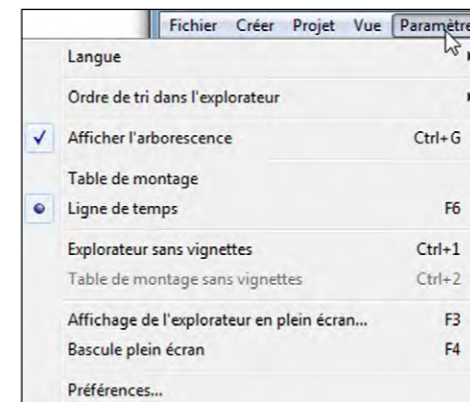 Fichier Créer Projet Vue Paramètre
Langue
Ordre de tri dans l'explorateur
Afficher l'arborescence Ctrl+G
Table de montage
Ligne de temps F6
Explorateur sans vignettes Ctrl+1
Table de montage sans vignettes Ctrl+2
Affichage de l'explorateur en plein écran... F3
Bascule plein écran F4
Préférences...